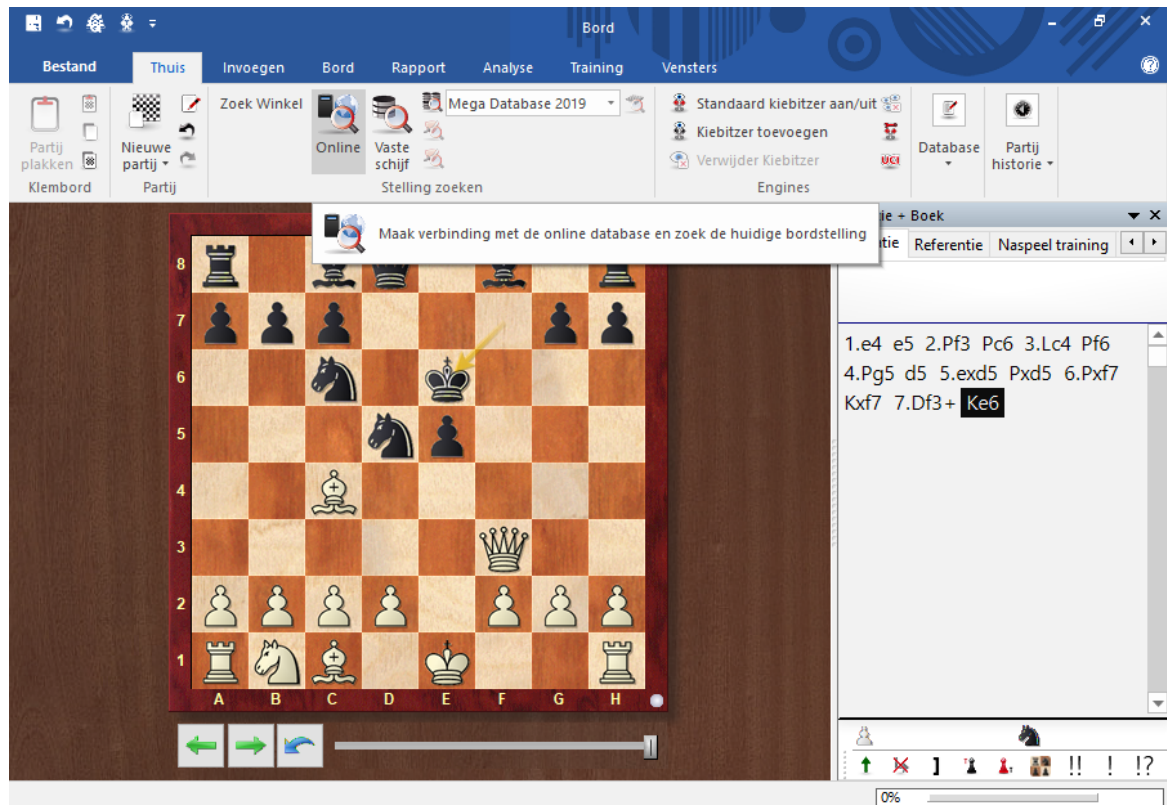 Bord
Bestand Thuis Invoegen Bord Rapport Analyse Training Vensters
Partij plakken
Klembord
Nieuwe partij
Partij
Zoek Winkel
Online
Vaste schijf
Mega Database 2019
Stelling zoeken
Standaard kiebitzer aan/uit
Kiebitzer toevoegen
Verwijder Kiebitzer
UCI
Engines
Database
Partij historie
Maak verbinding met de online database en zoek de huidige bordstelling
ie + Boek
tie Referentie Naspeel training
1.e4 e5 2.Pf3 Pc6 3.Lc4 Pf6
4.Pg5 d5 5.exd5 Pxd5 6.Pxf7
Kxf7 7.Df3+ Ke6
8
7
6
5
4
3
2
1
A B C D E F G H
] !! ! !?
0%